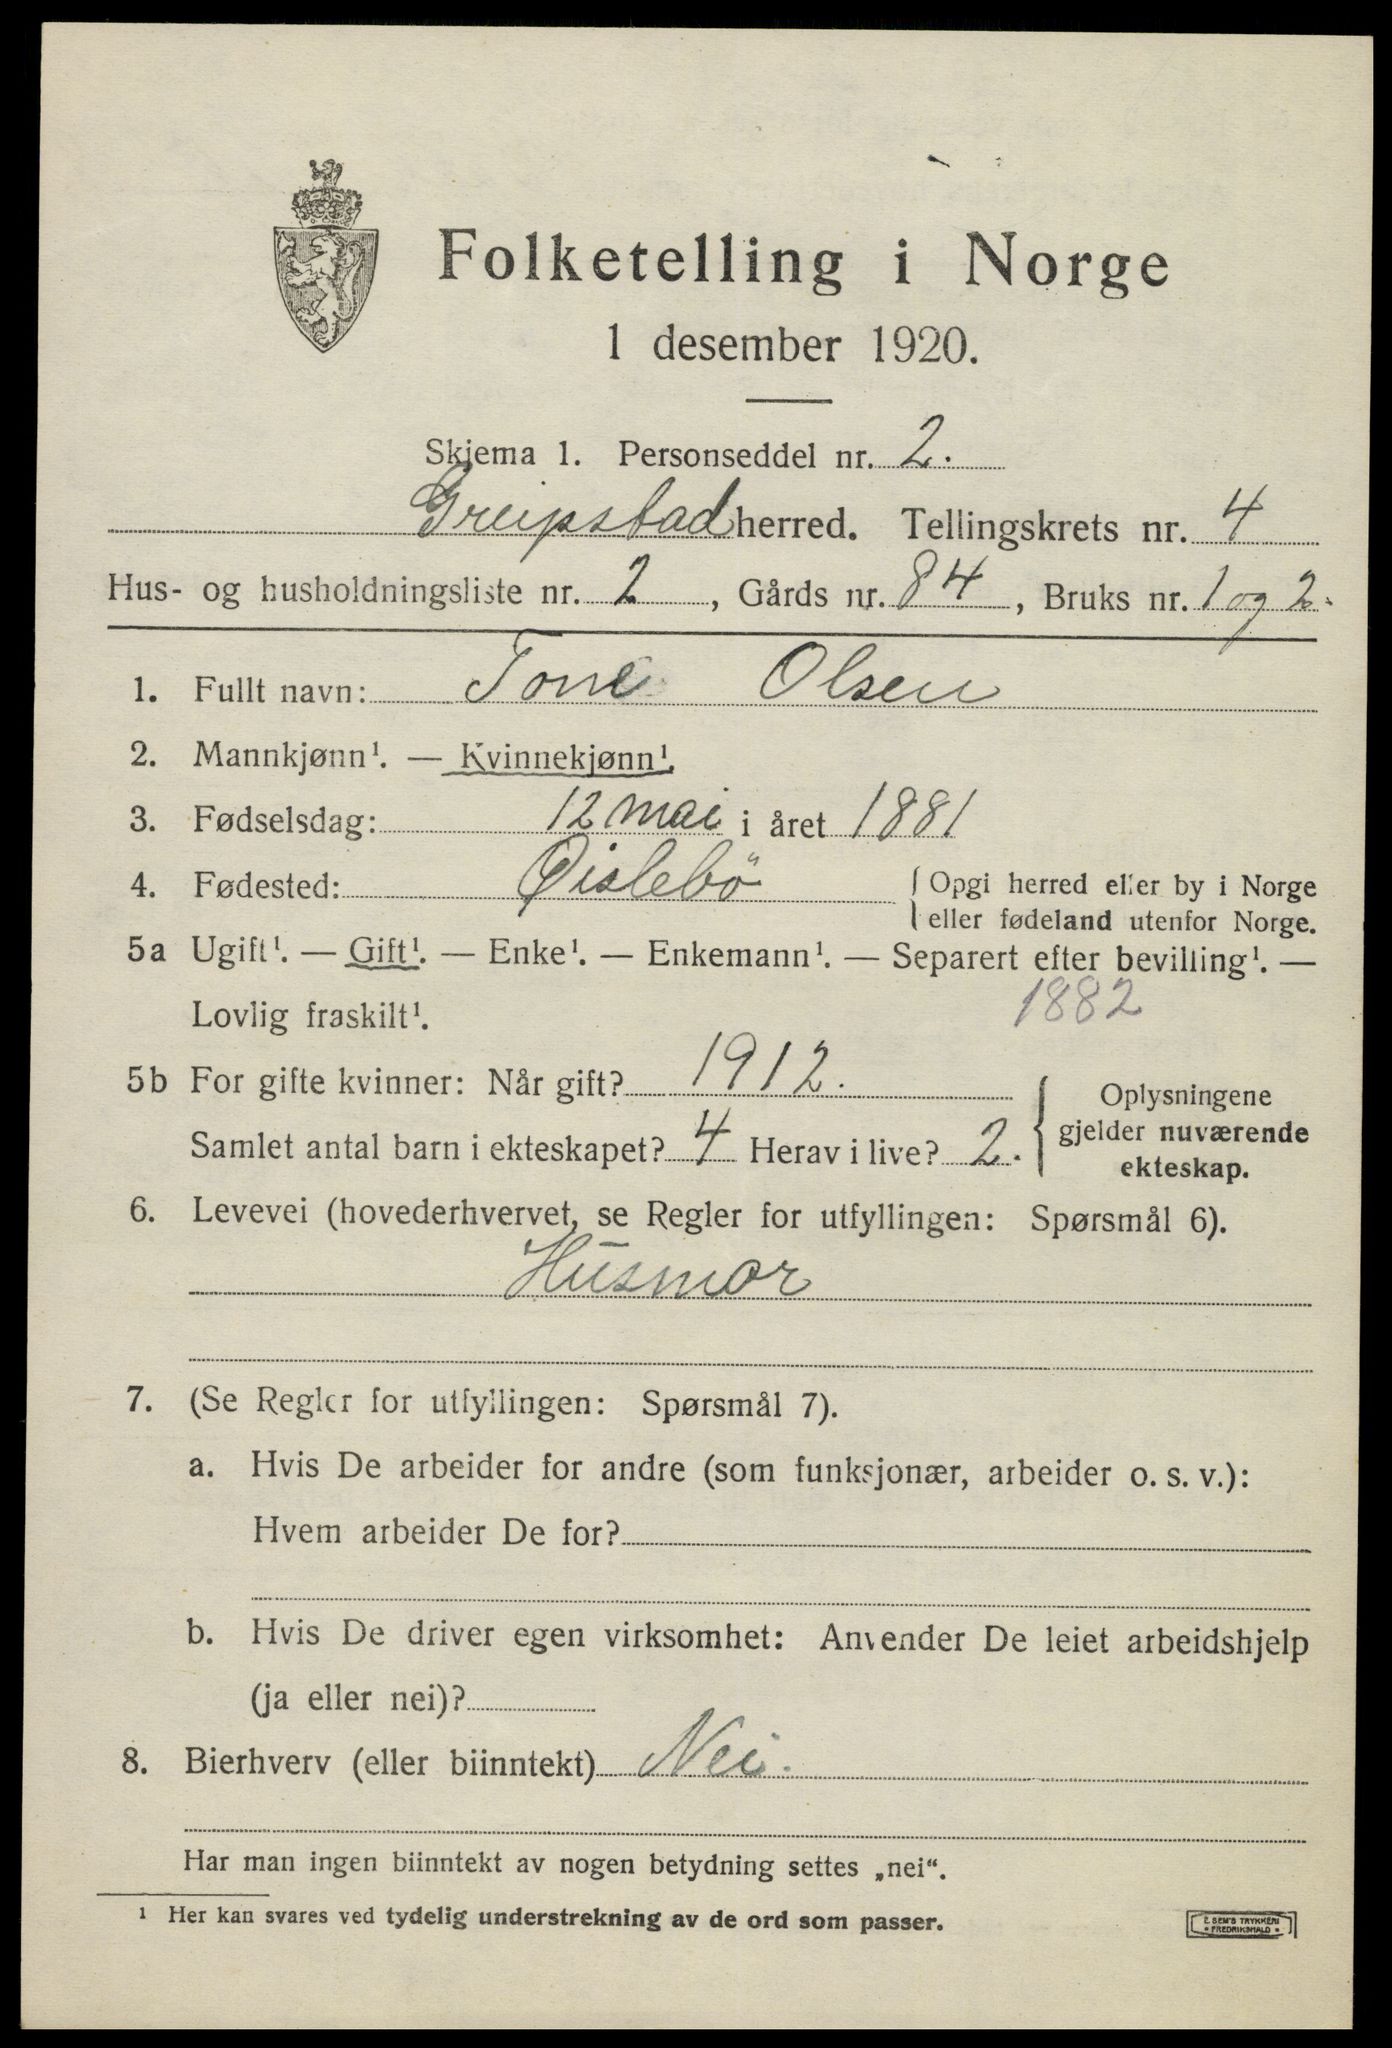 Folketelling i Norge
1 desember 1920.
Skjema 1. Personseddel nr. 2.
Greipstad herred. Tellingskrets nr. 4
Hus- og husholdningsliste nr. 2, Gårds nr. 84, Bruks nr. 1 og 2.
1. Fullt navn: Tone Olsen
2. Mannkjønn¹. — Kvinnekjønn¹.
3. Fødselsdag: 12 mai i året 1881
4. Fødested: Øislebö { Opgi herred eller by i Norge
eller fødeland utenfor Norge.
5a Ugift¹. — Gift¹. — Enke¹. — Enkemann¹. — Separert efter bevilling¹. —
Lovlig fraskilt¹. 1882
5b For gifte kvinner: Når gift? 1912.
Samlet antal barn i ekteskapet? 4 Herav i live? 2.
{ Oplysningene
gjelder nuværende
ekteskap.
6. Levevei (hovederhvervet, se Regler for utfyllingen: Spørsmål 6).
Husmor
7. (Se Regler for utfyllingen: Spørsmål 7).
a. Hvis De arbeider for andre (som funksjonær, arbeider o. s. v.):
Hvem arbeider De for?
b. Hvis De driver egen virksomhet: Anvender De leiet arbeidshjelp
(ja eller nei)?
8. Bierhverv (eller biinntekt) Nei.
Har man ingen biinntekt av nogen betydning settes „nei“.
¹ Her kan svares ved tydelig understrekning av de ord som passer.
E. SEM'S TRYKKERI
• FREDRIKSHALD •